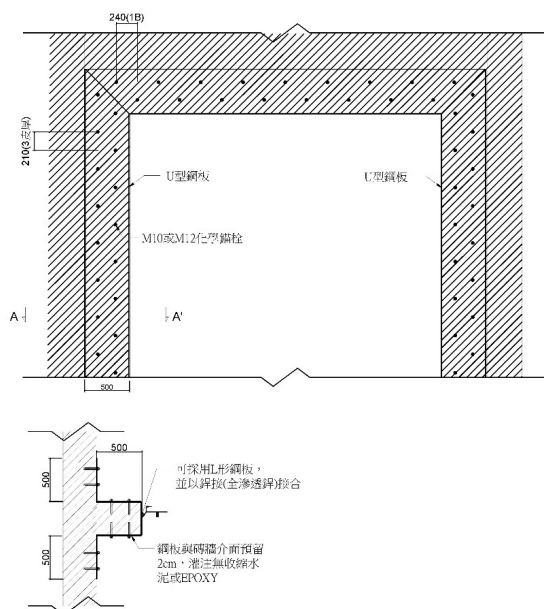 240(1B)
210(3皮厚)
U型鋼板
U型鋼板
M10或M12化學錨栓
A
A'
500
500
500
500
可採用L形鋼板，
並以銲接(全滲透銲)接合
鋼板與磚牆介面預留
2cm，灌注無收縮水
泥或EPOXY